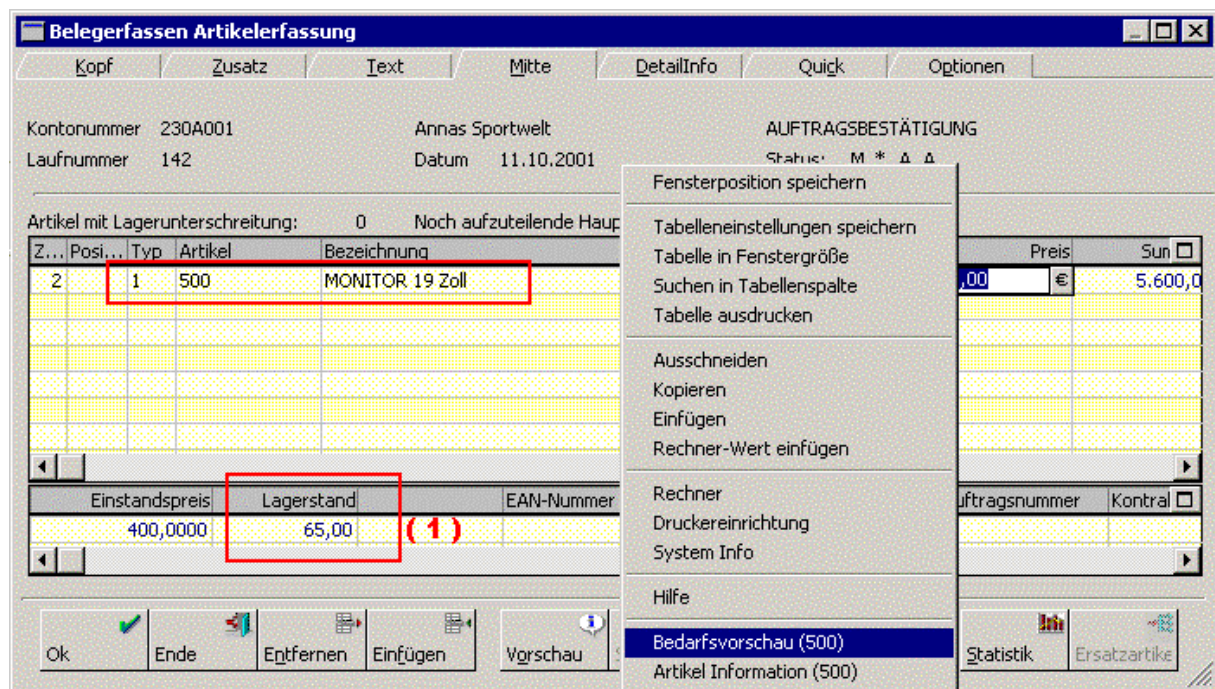 Belegerfassen Artikelerfassung
Kopf Zusatz Text Mitte DetailInfo Quick Optionen
Kontonummer 230A001 Annas Sportwelt AUFTRAGSBESTÄTIGUNG
Laufnummer 142 Datum 11.10.2001 Status: M * A A
Artikel mit Lagerunterschreitung: 0 Noch aufzuteilende Haup
Z... Posi... Typ Artikel Bezeichnung Preis Sum
2 1 500 MONITOR 19 Zoll ,00 € 5.600,0
Einstandspreis Lagerstand EAN-Nummer uftragsnummer Kontral
400,0000 65,00 ( 1 )
Ok Ende Entfernen Einfügen Vorschau Statistik Ersatzartike
Fensterposition speichern
Tabelleneinstellungen speichern
Tabelle in Fenstergröße
Suchen in Tabellenspalte
Tabelle ausdrucken
Ausschneiden
Kopieren
Einfügen
Rechner-Wert einfügen
Rechner
Druckereinrichtung
System Info
Hilfe
Bedarfsvorschau (500)
Artikel Information (500)